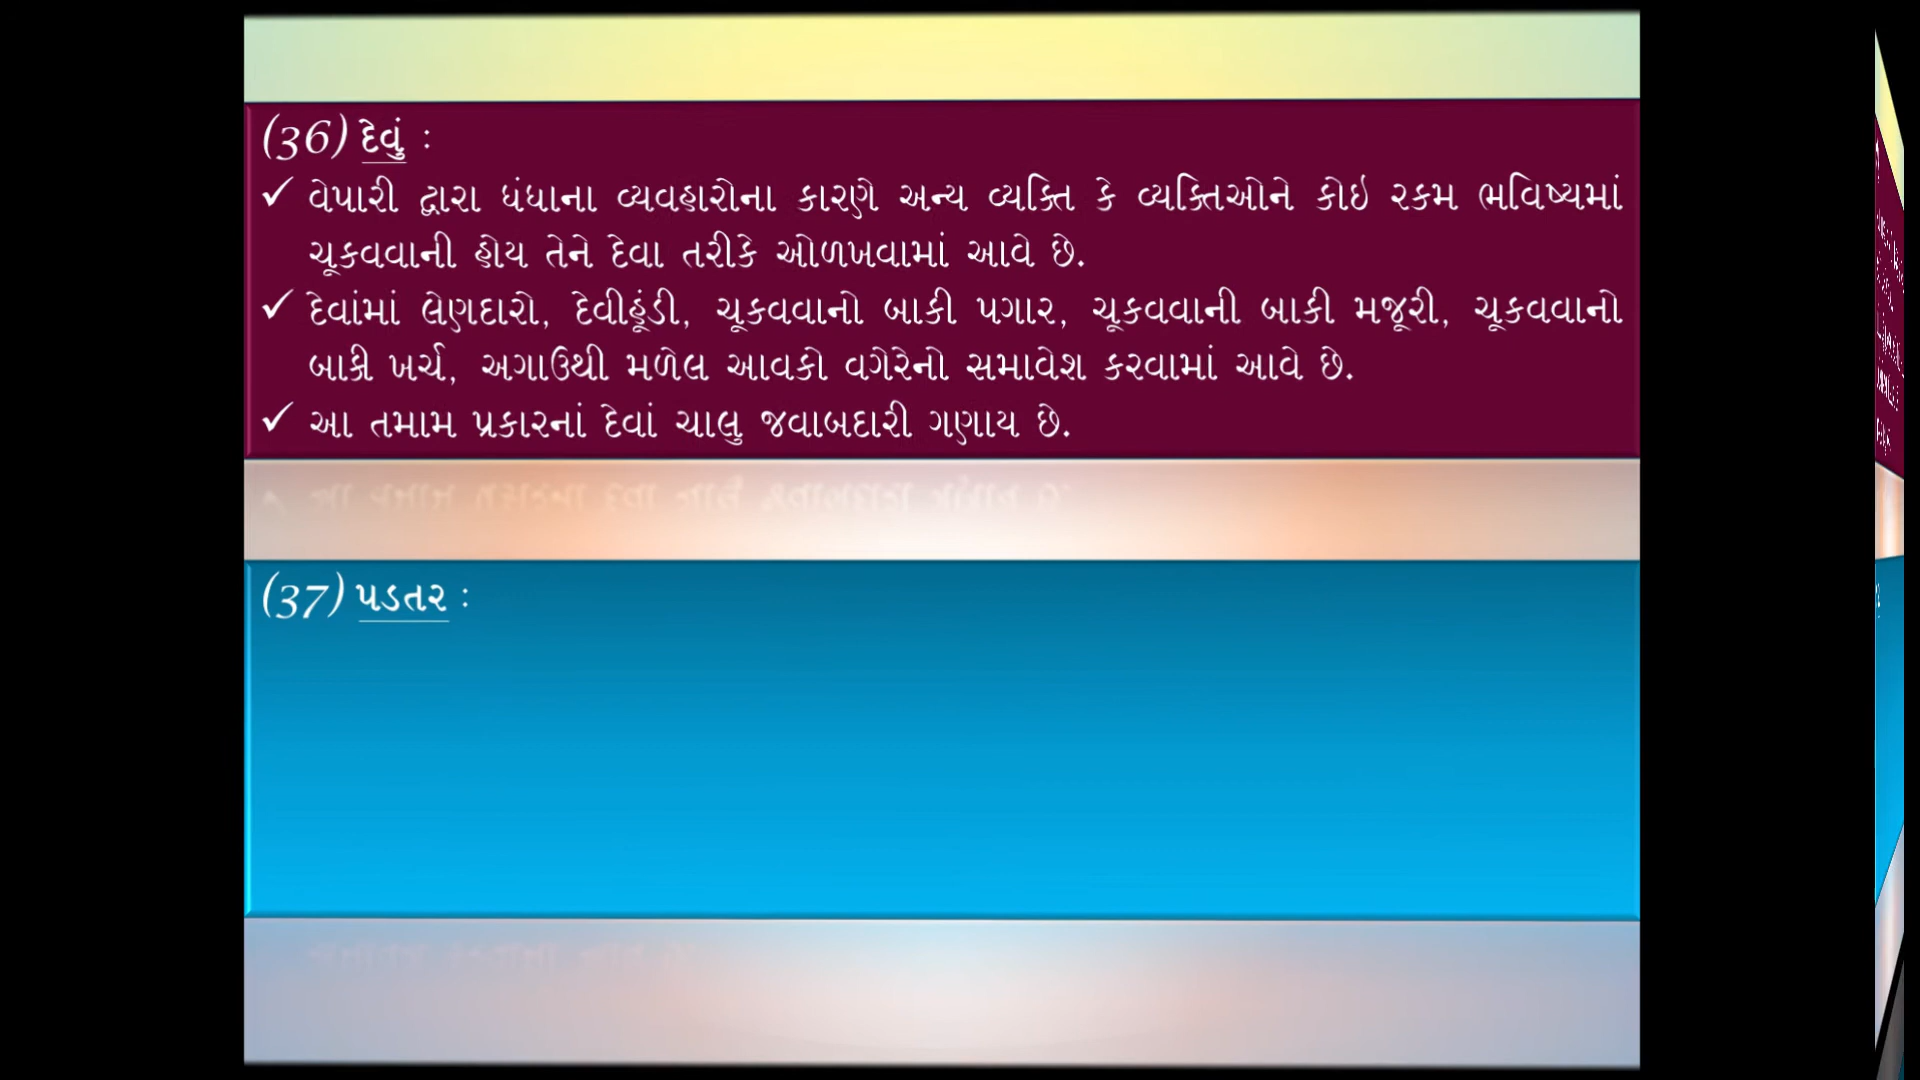 (36) દેવું :
✓ વેપારી દ્વારા ધંધાના વ્યવહારોના કારણે અન્ય વ્યક્તિ કે વ્યક્તિઓને કોઇ રકમ ભવિષ્યમાં
ચૂકવવાની હોય તેને દેવા તરીકે ઓળખવામાં આવે છે.
✓ દેવાંમાં લેણદારો, દેવીહૂંડી, ચૂકવવાનો બાકી પગાર, ચૂકવવાની બાકી મજૂરી, ચૂકવવાનો
બાકી ખર્ચ, અગાઉથી મળેલ આવકો વગેરેનો સમાવેશ કરવામાં આવે છે.
✓ આ તમામ પ્રકારનાં દેવાં ચાલુ જવાબદારી ગણાય છે.
(37) પડતર :